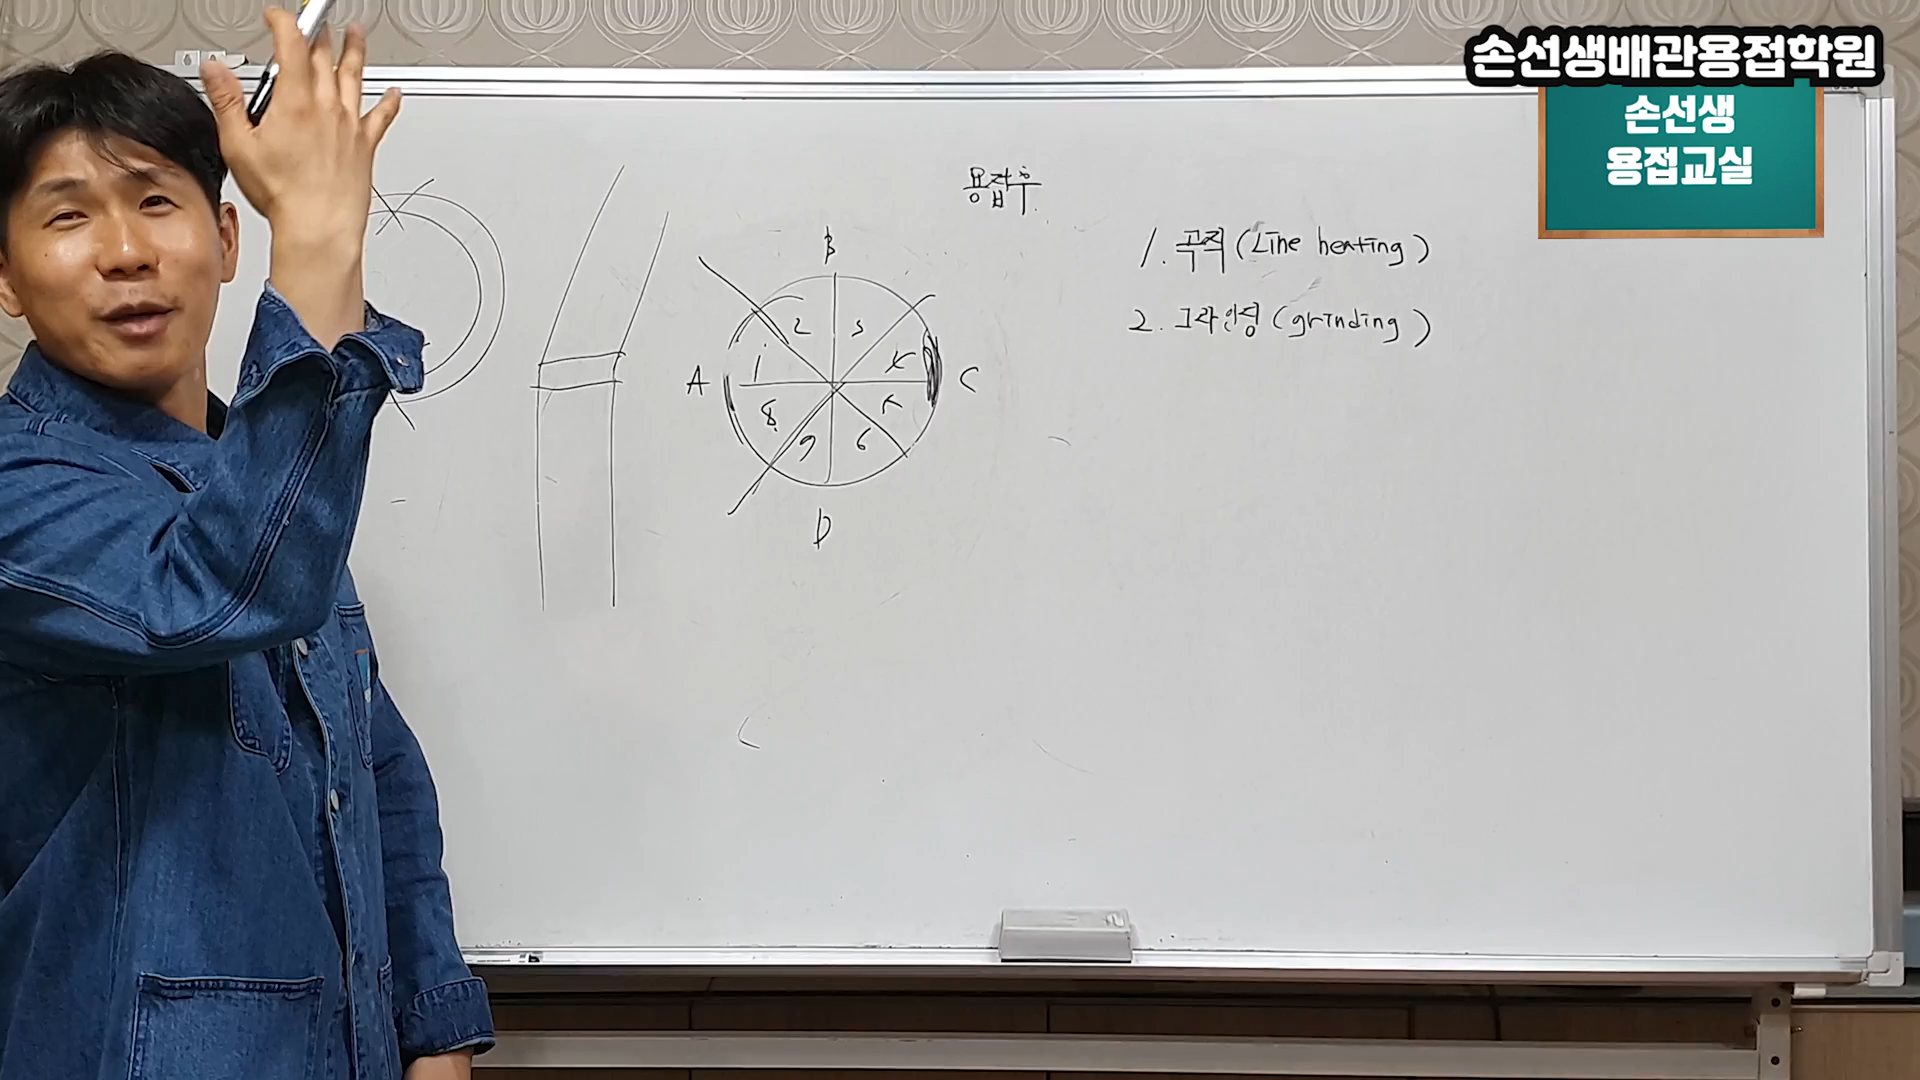 손선생배관용접학원
손선생
용접교실
용접후
1. 곡직 (Line heating)
2. 그라인딩 (grinding)
B
2 3
1
A C
8 6
D